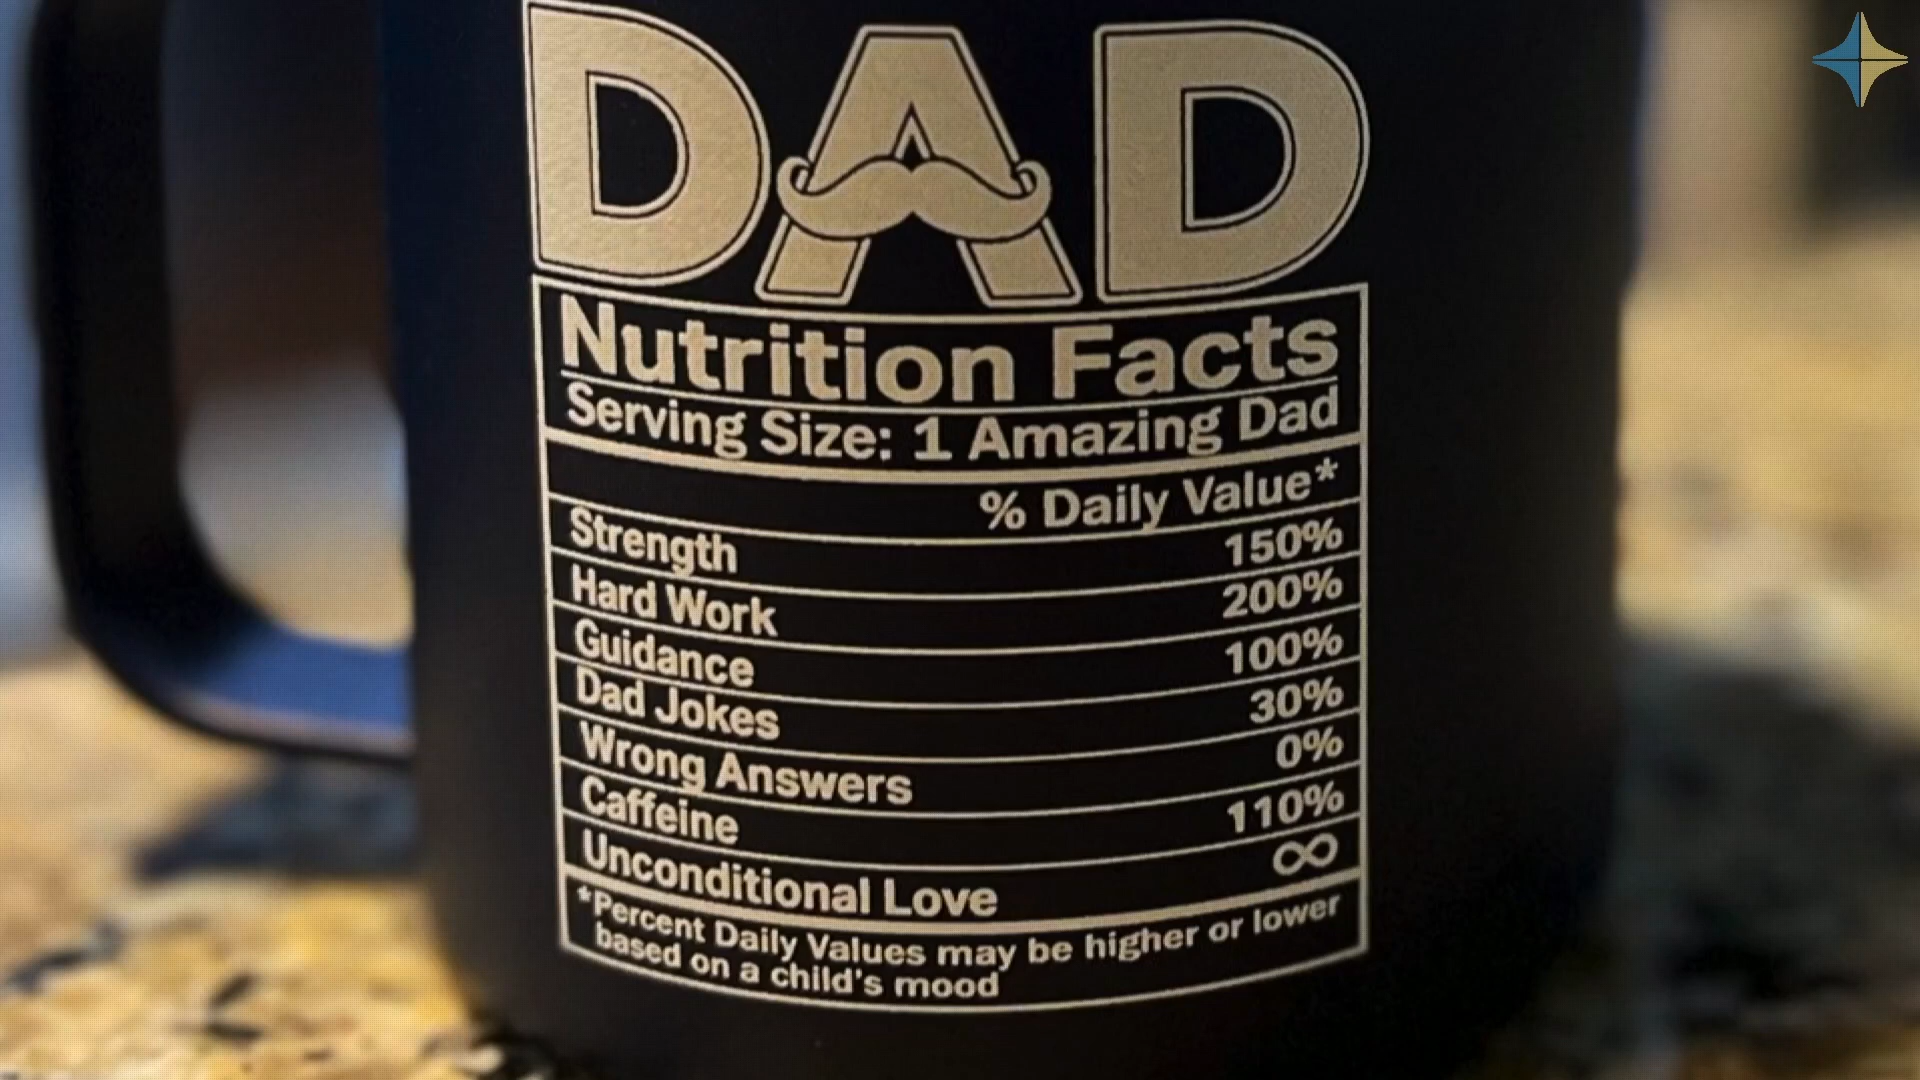 DAD
Nutrition Facts
Serving Size: 1 Amazing Dad
% Daily Value*
Strength 150%
Hard Work 200%
Guidance 100%
Dad Jokes 30%
Wrong Answers 0%
Caffeine 110%
Unconditional Love ∞
*Percent Daily Values may be higher or lower
based on a child's mood